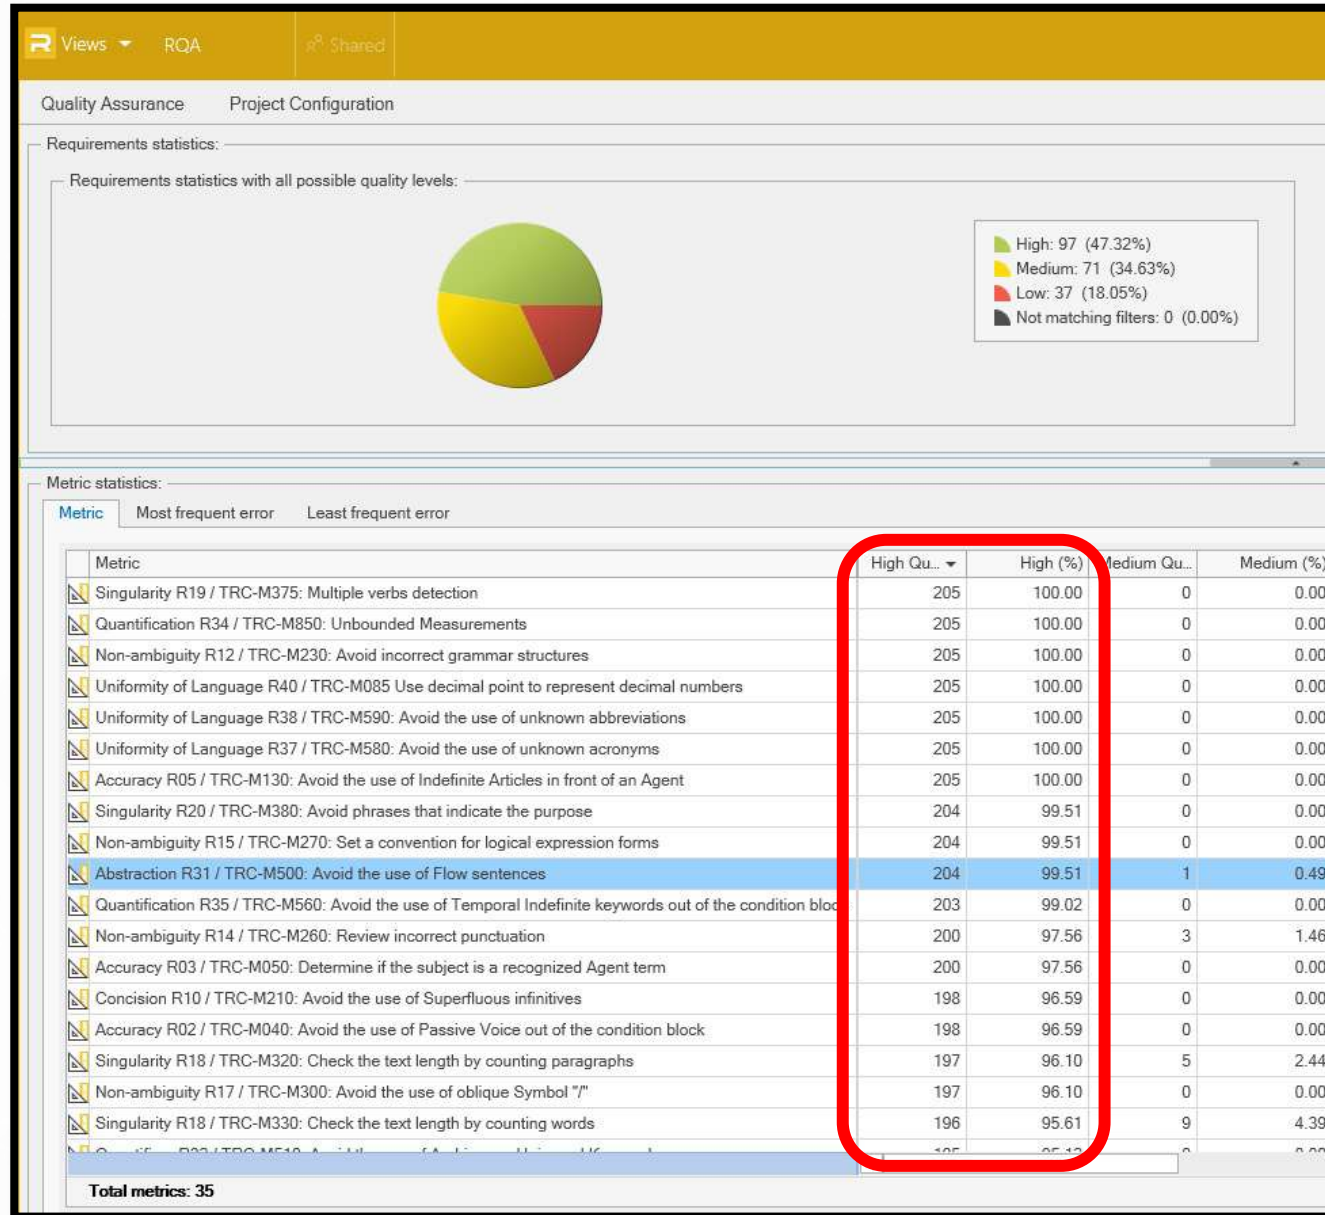 Views RQA Shared
Quality Assurance Project Configuration
Requirements statistics:
Requirements statistics with all possible quality levels:
High: 97 (47.32%)
Medium: 71 (34.63%)
Low: 37 (18.05%)
Not matching filters: 0 (0.00%)
Metric statistics:
Metric Most frequent error Least frequent error
Metric High Qu... High (%) Medium Qu... Medium (%)
Singularity R19 / TRC-M375: Multiple verbs detection 205 100.00 0 0.00
Quantification R34 / TRC-M850: Unbounded Measurements 205 100.00 0 0.00
Non-ambiguity R12 / TRC-M230: Avoid incorrect grammar structures 205 100.00 0 0.00
Uniformity of Language R40 / TRC-M085 Use decimal point to represent decimal numbers 205 100.00 0 0.00
Uniformity of Language R38 / TRC-M590: Avoid the use of unknown abbreviations 205 100.00 0 0.00
Uniformity of Language R37 / TRC-M580: Avoid the use of unknown acronyms 205 100.00 0 0.00
Accuracy R05 / TRC-M130: Avoid the use of Indefinite Articles in front of an Agent 205 100.00 0 0.00
Singularity R20 / TRC-M380: Avoid phrases that indicate the purpose 204 99.51 0 0.00
Non-ambiguity R15 / TRC-M270: Set a convention for logical expression forms 204 99.51 0 0.00
Abstraction R31 / TRC-M500: Avoid the use of Flow sentences 204 99.51 1 0.49
Quantification R35 / TRC-M560: Avoid the use of Temporal Indefinite keywords out of the condition bloc 203 99.02 0 0.00
Non-ambiguity R14 / TRC-M260: Review incorrect punctuation 200 97.56 3 1.46
Accuracy R03 / TRC-M050: Determine if the subject is a recognized Agent term 200 97.56 0 0.00
Concision R10 / TRC-M210: Avoid the use of Superfluous infinitives 198 96.59 0 0.00
Accuracy R02 / TRC-M040: Avoid the use of Passive Voice out of the condition block 198 96.59 0 0.00
Singularity R18 / TRC-M320: Check the text length by counting paragraphs 197 96.10 5 2.44
Non-ambiguity R17 / TRC-M300: Avoid the use of oblique Symbol "/" 197 96.10 0 0.00
Singularity R18 / TRC-M330: Check the text length by counting words 196 95.61 9 4.39
Total metrics: 35